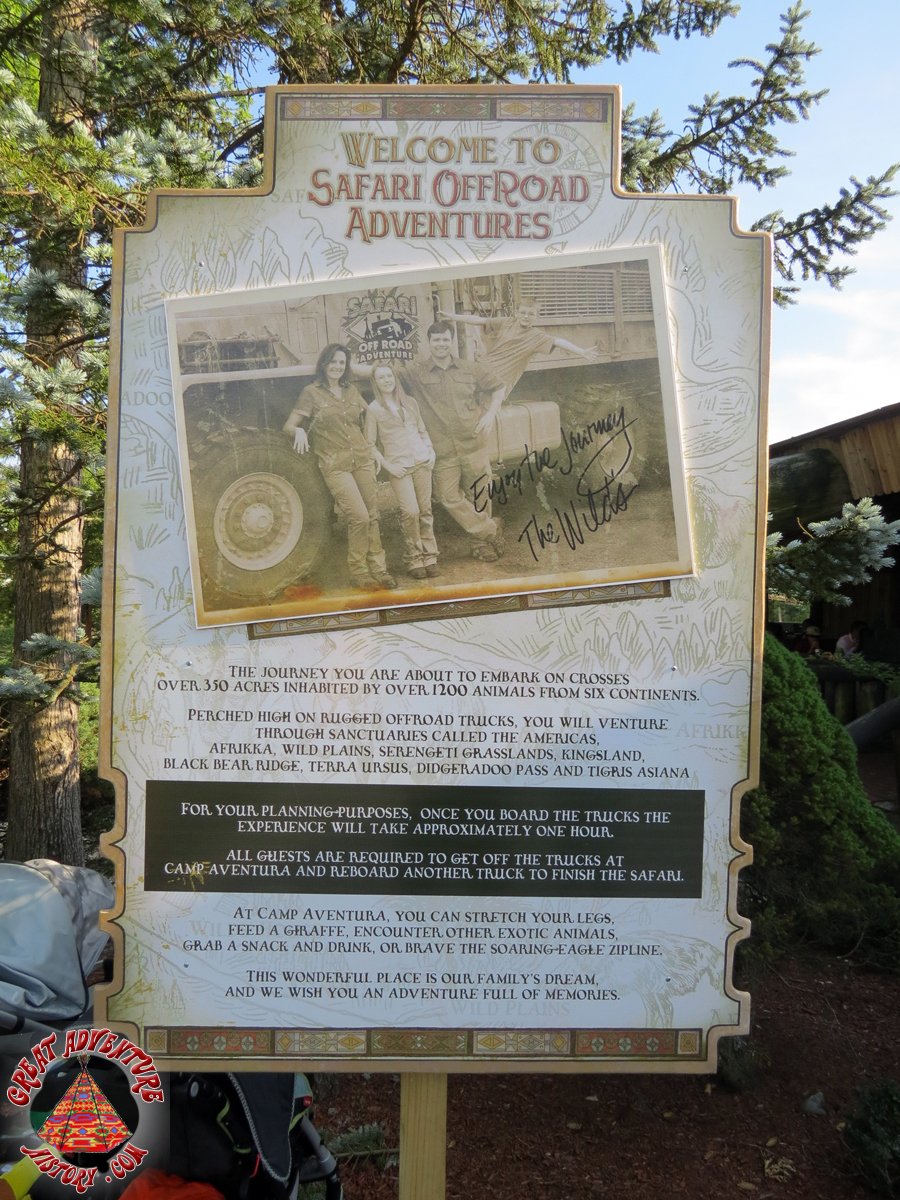 Welcome to
Safari OffRoad
Adventures
SAFARI
OFF ROAD
ADVENTURE
Enjoy the Journey
The Wilds
The journey you are about to embark on crosses
over 350 acres inhabited by over 1200 animals from six continents.
Perched high on rugged offroad trucks, you will venture
through sanctuaries called the Americas,
Afrikka, Wild Plains, Serengeti Grasslands, Kingsland,
Black Bear Ridge, Terra Ursus, Didgeradoo Pass and Tigris Asiana
AFRIKK
For your planning purposes, once you board the trucks the
experience will take approximately one hour.
All guests are required to get off the trucks at
Camp Aventura and reboard another truck to finish the safari.
At Camp Aventura, you can stretch your legs,
feed a giraffe, encounter other exotic animals,
grab a snack and drink, or brave the soaring eagle zipline.
This wonderful place is our family's dream,
and we wish you an adventure full of memories.
WILD PLAINS
GREAT ADVENTURE
HISTORY.COM